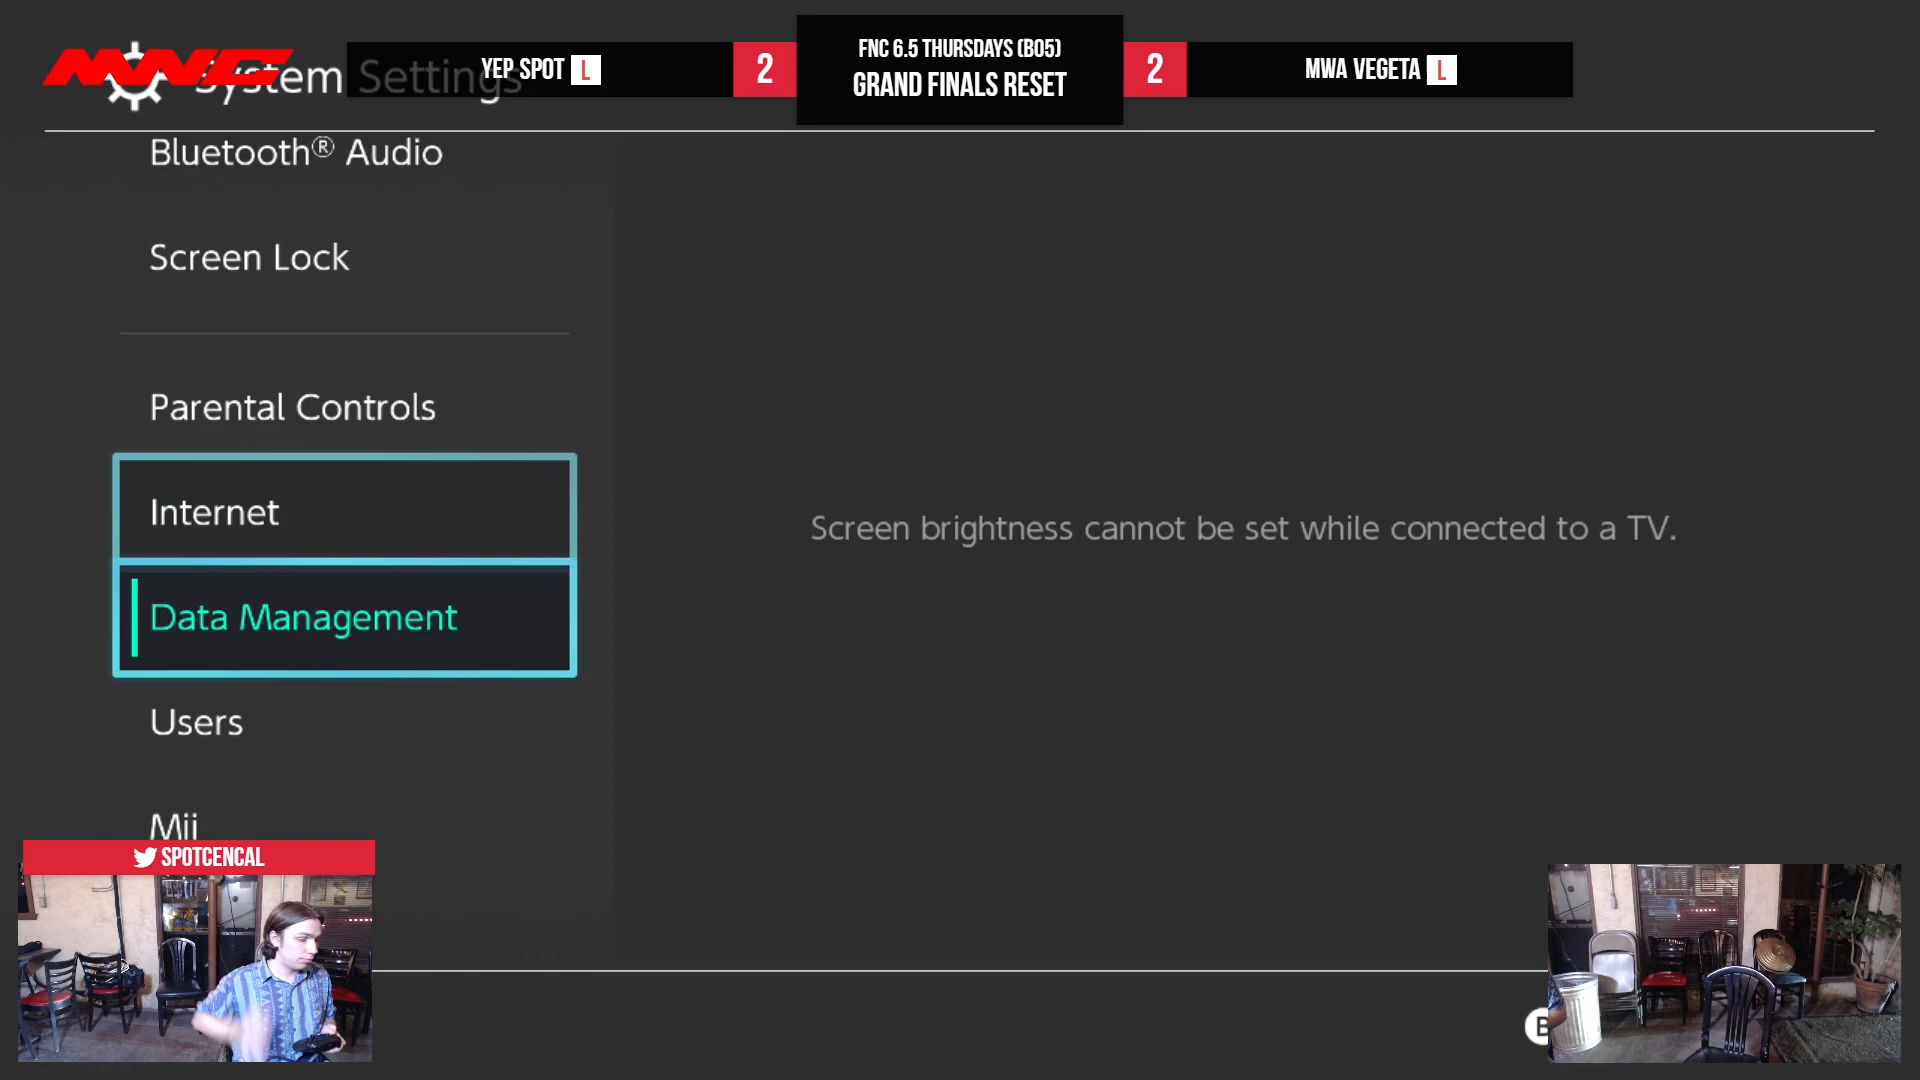 MWG
System Settings
YEP SPOT L
2
FNC 6.5 THURSDAYS (BO5)
GRAND FINALS RESET
2
MWA VEGETA L
Bluetooth® Audio
Screen Lock
Parental Controls
Internet
Data Management
Users
Mii
Screen brightness cannot be set while connected to a TV.
SPOTCENCAL
B